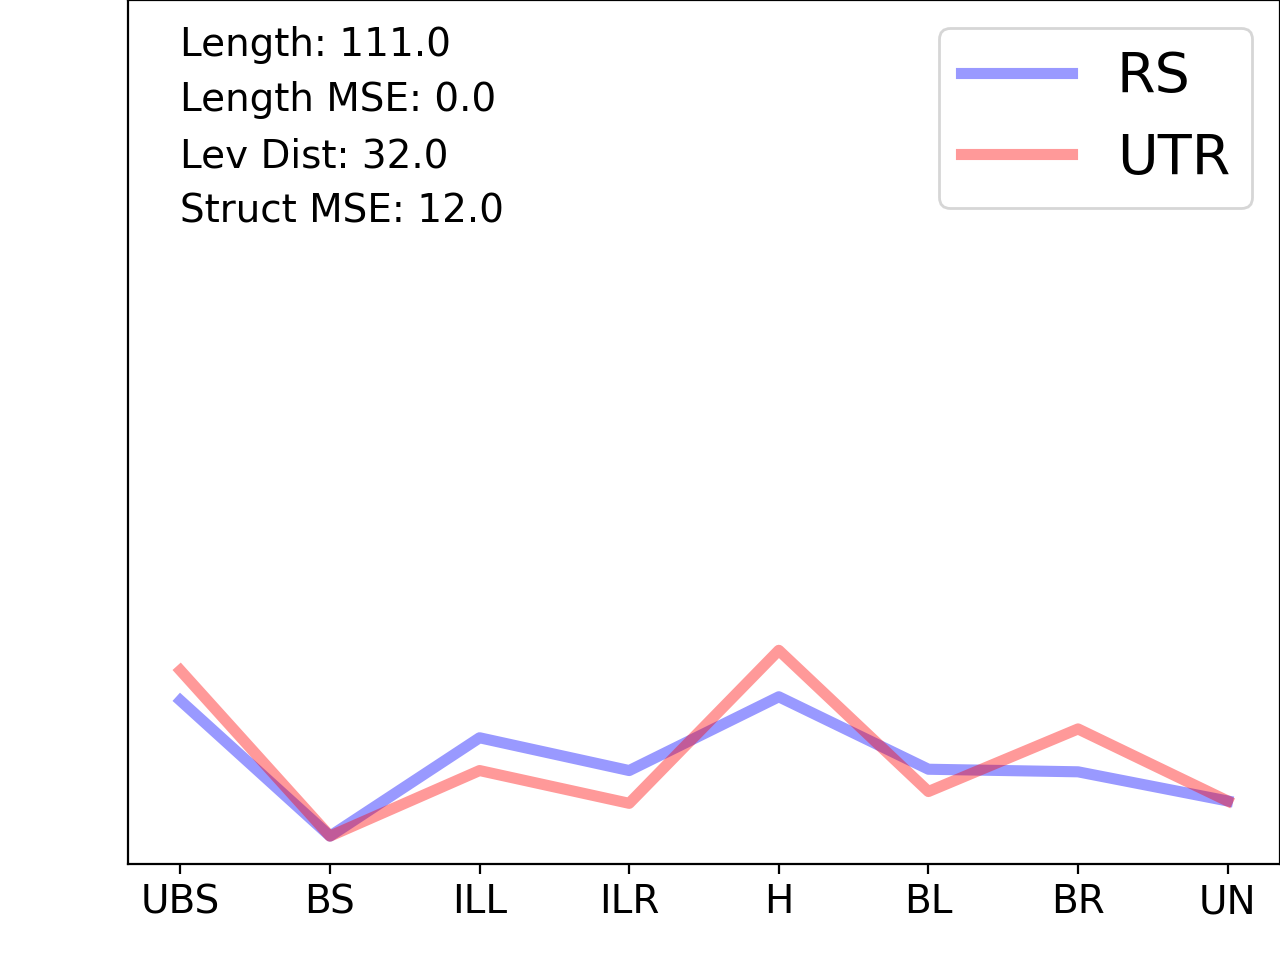 Length: 111.0
Length MSE: 0.0
Lev Dist: 32.0
Struct MSE: 12.0
RS
UTR
UBS BS ILL ILR H BL BR UN